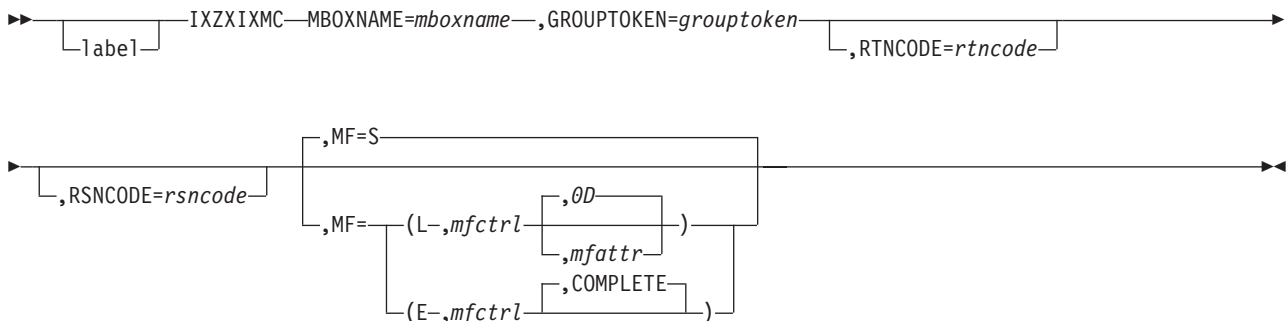 IXZXIXMC MBOXNAME=mboxname ,GROUPTOKEN=grouptoken
label ,RTNCODE=rtncode
,MF=S
,RSNCODE=rsncode ,0D
,MF= (L ,mfctrl )
,mfattr
,COMPLETE
(E ,mfctrl )